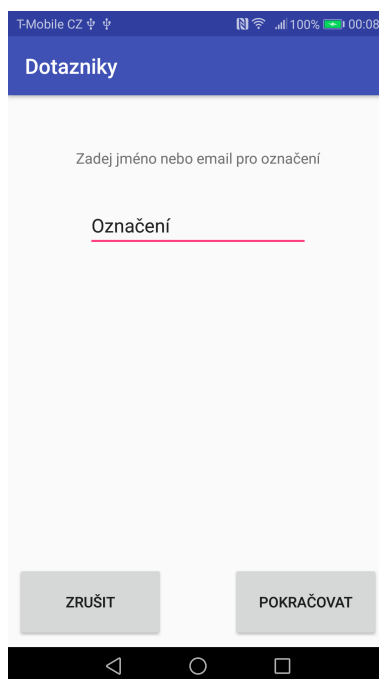 T-Mobile CZ 100% 00:08
Dotazniky
Zadej jméno nebo email pro označení
Označení
ZRUŠIT POKRAČOVAT